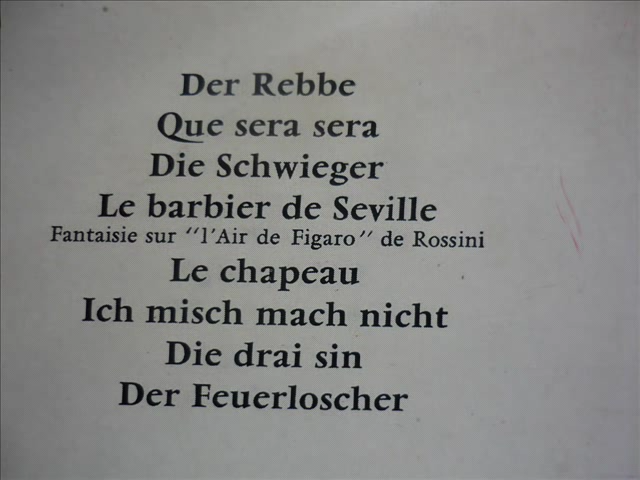 Der Rebbe
Que sera sera
Die Schwieger
Le barbier de Seville
Fantaisie sur "l'Air de Figaro" de Rossini
Le chapeau
Ich misch mach nicht
Die drai sin
Der Feuerloscher